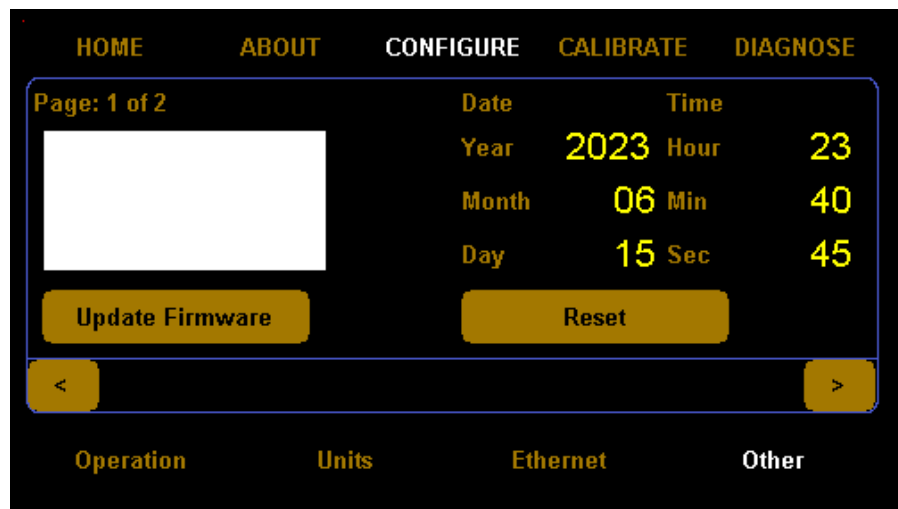 HOME ABOUT CONFIGURE CALIBRATE DIAGNOSE
Page: 1 of 2 Date Time
Year 2023 Hour 23
Month 06 Min 40
Day 15 Sec 45
Update Firmware Reset
< >
Operation Units Ethernet Other